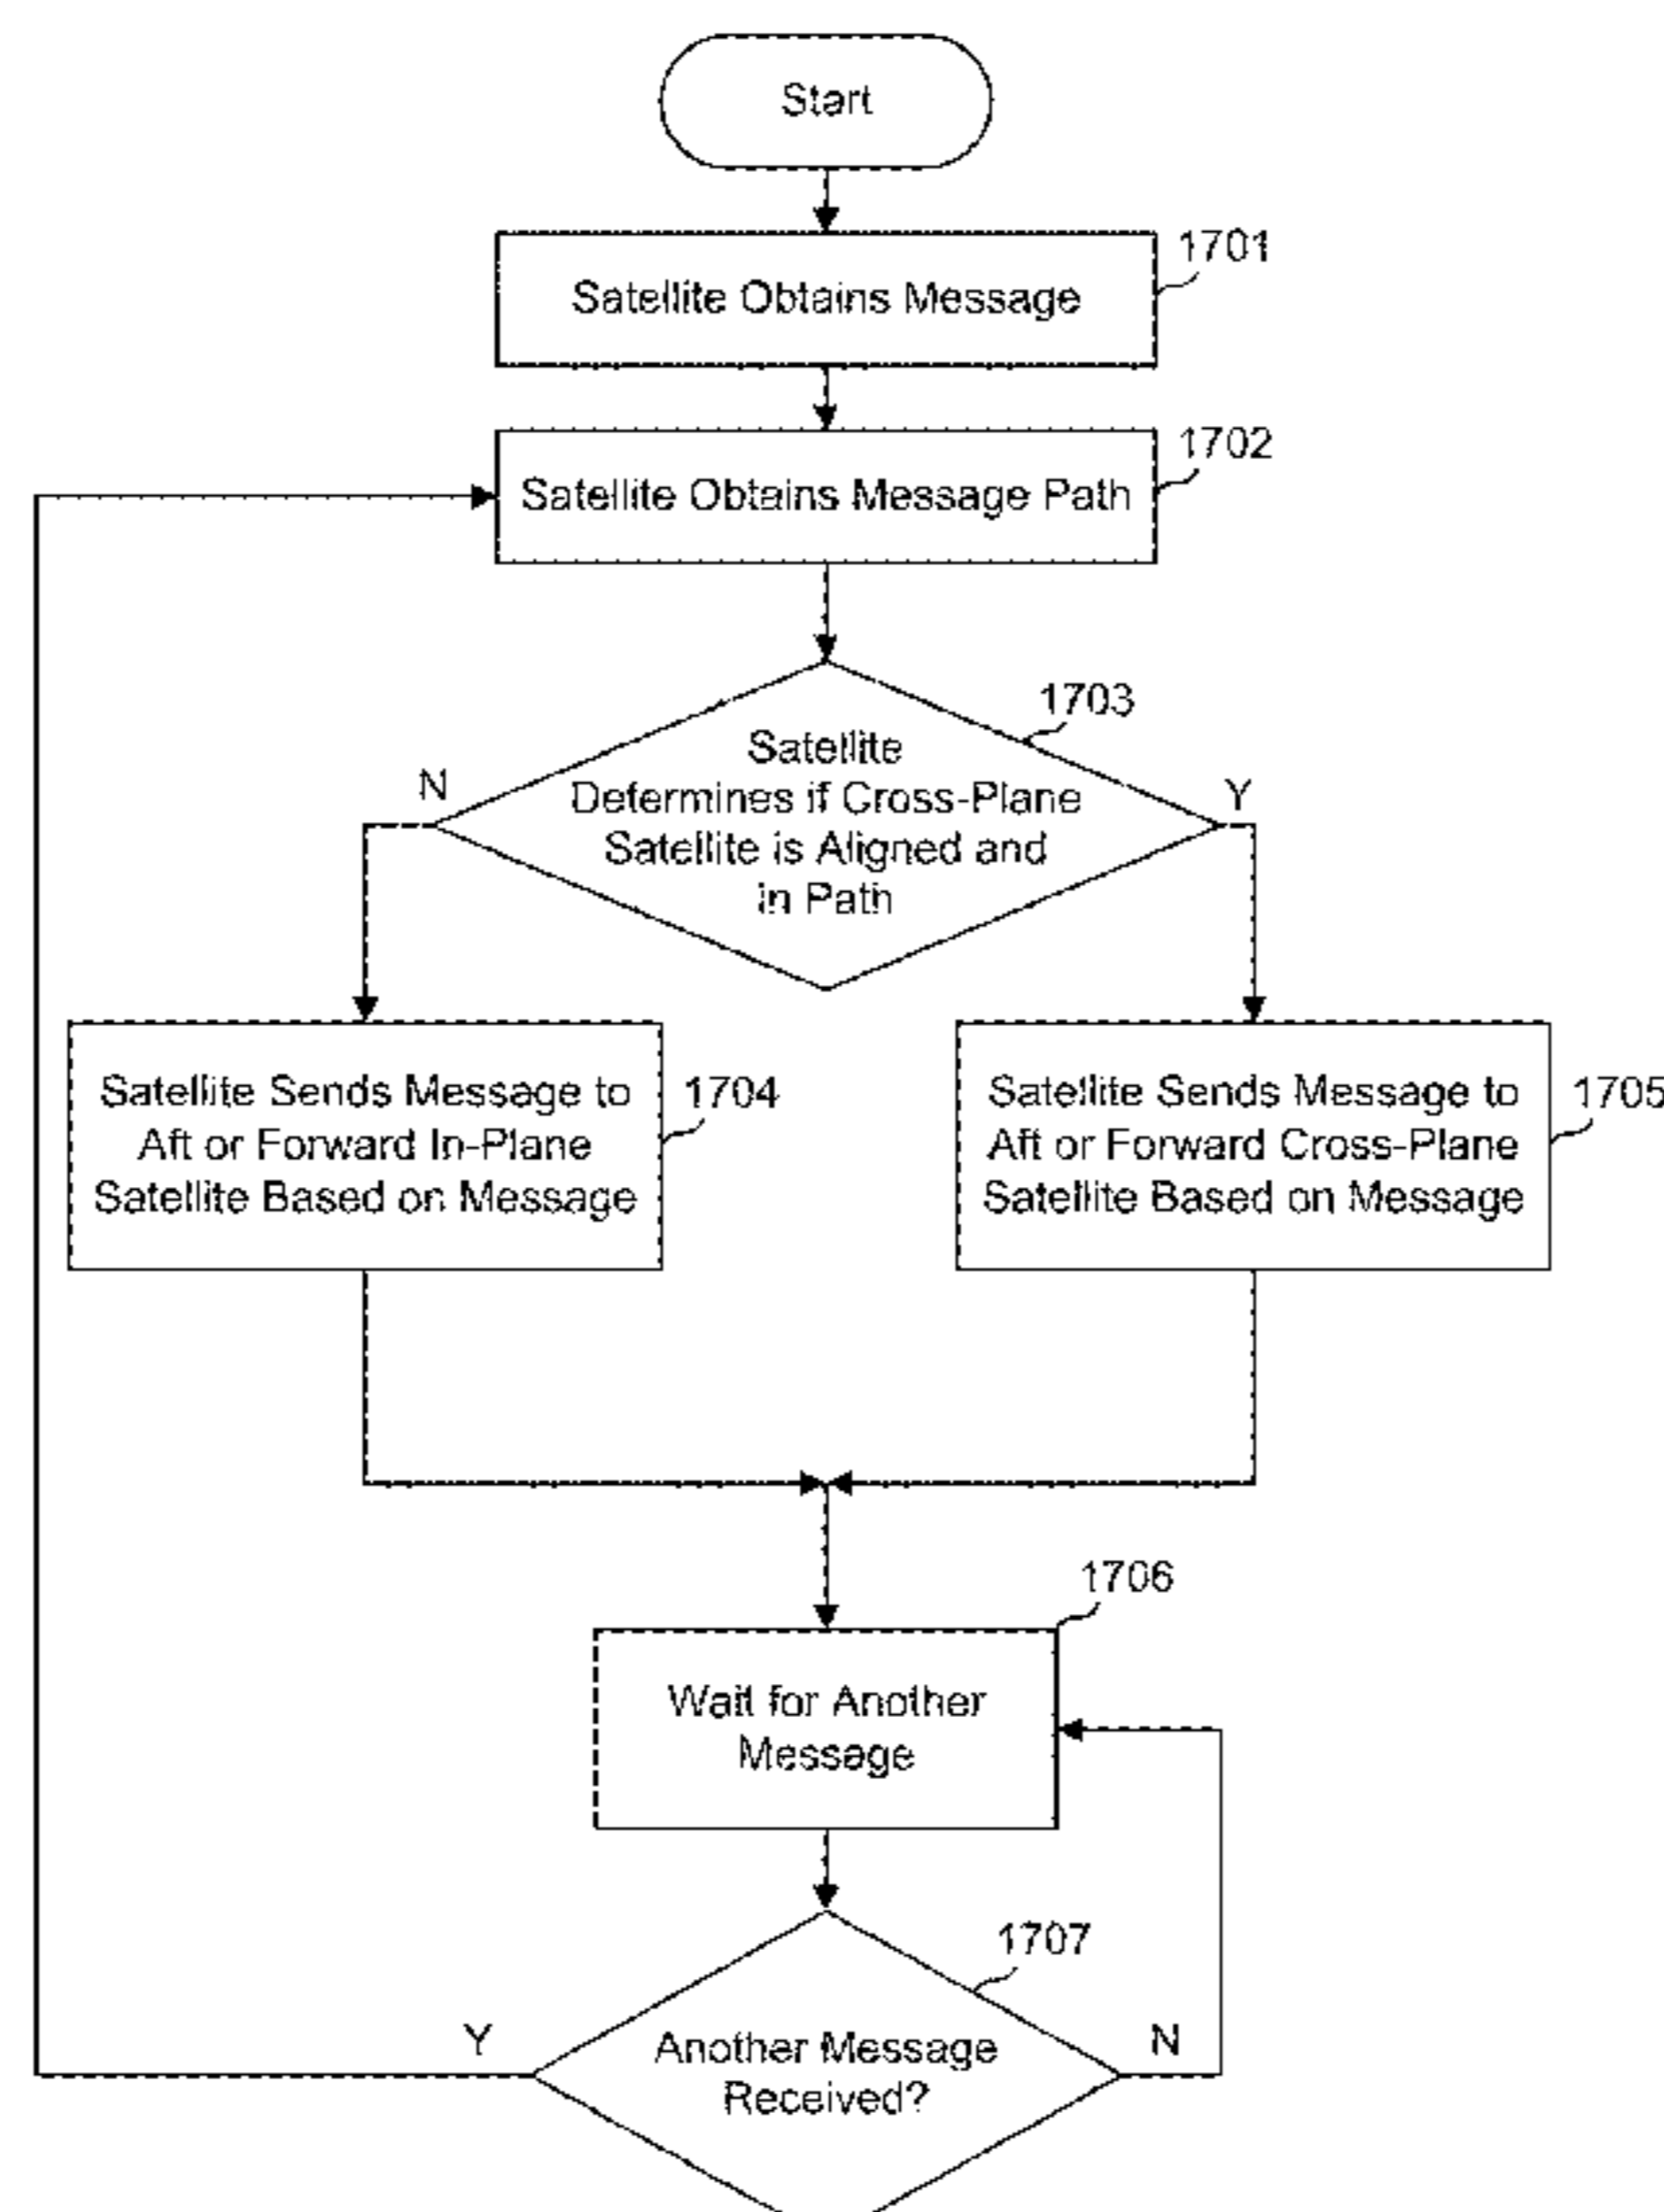 Start
1701
Satellite Obtains Message
1702
Satellite Obtains Message Path
1703
Satellite
Determines if Cross-Plane
Satellite is Aligned and
in Path
N
Y
Satellite Sends Message to
Aft or Forward In-Plane
Satellite Based on Message
1704
Satellite Sends Message to
Aft or Forward Cross-Plane
Satellite Based on Message
1705
1706
Wait for Another
Message
1707
Another Message
Received?
Y
N